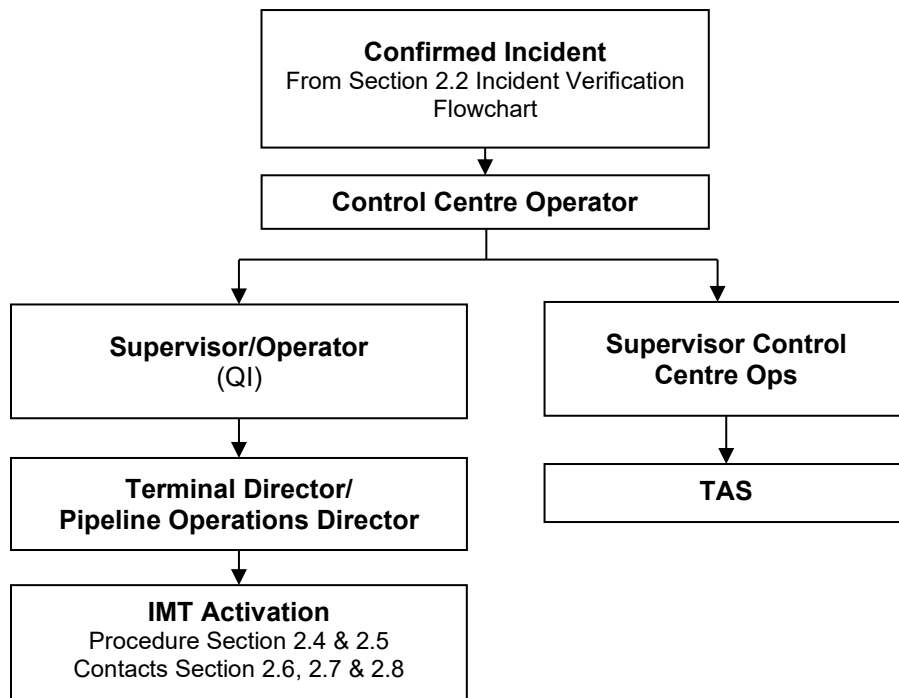 Confirmed Incident
From Section 2.2 Incident Verification
Flowchart
Control Centre Operator
Supervisor/Operator
(QI)
Supervisor Control
Centre Ops
Terminal Director/
Pipeline Operations Director
TAS
IMT Activation
Procedure Section 2.4 & 2.5
Contacts Section 2.6, 2.7 & 2.8